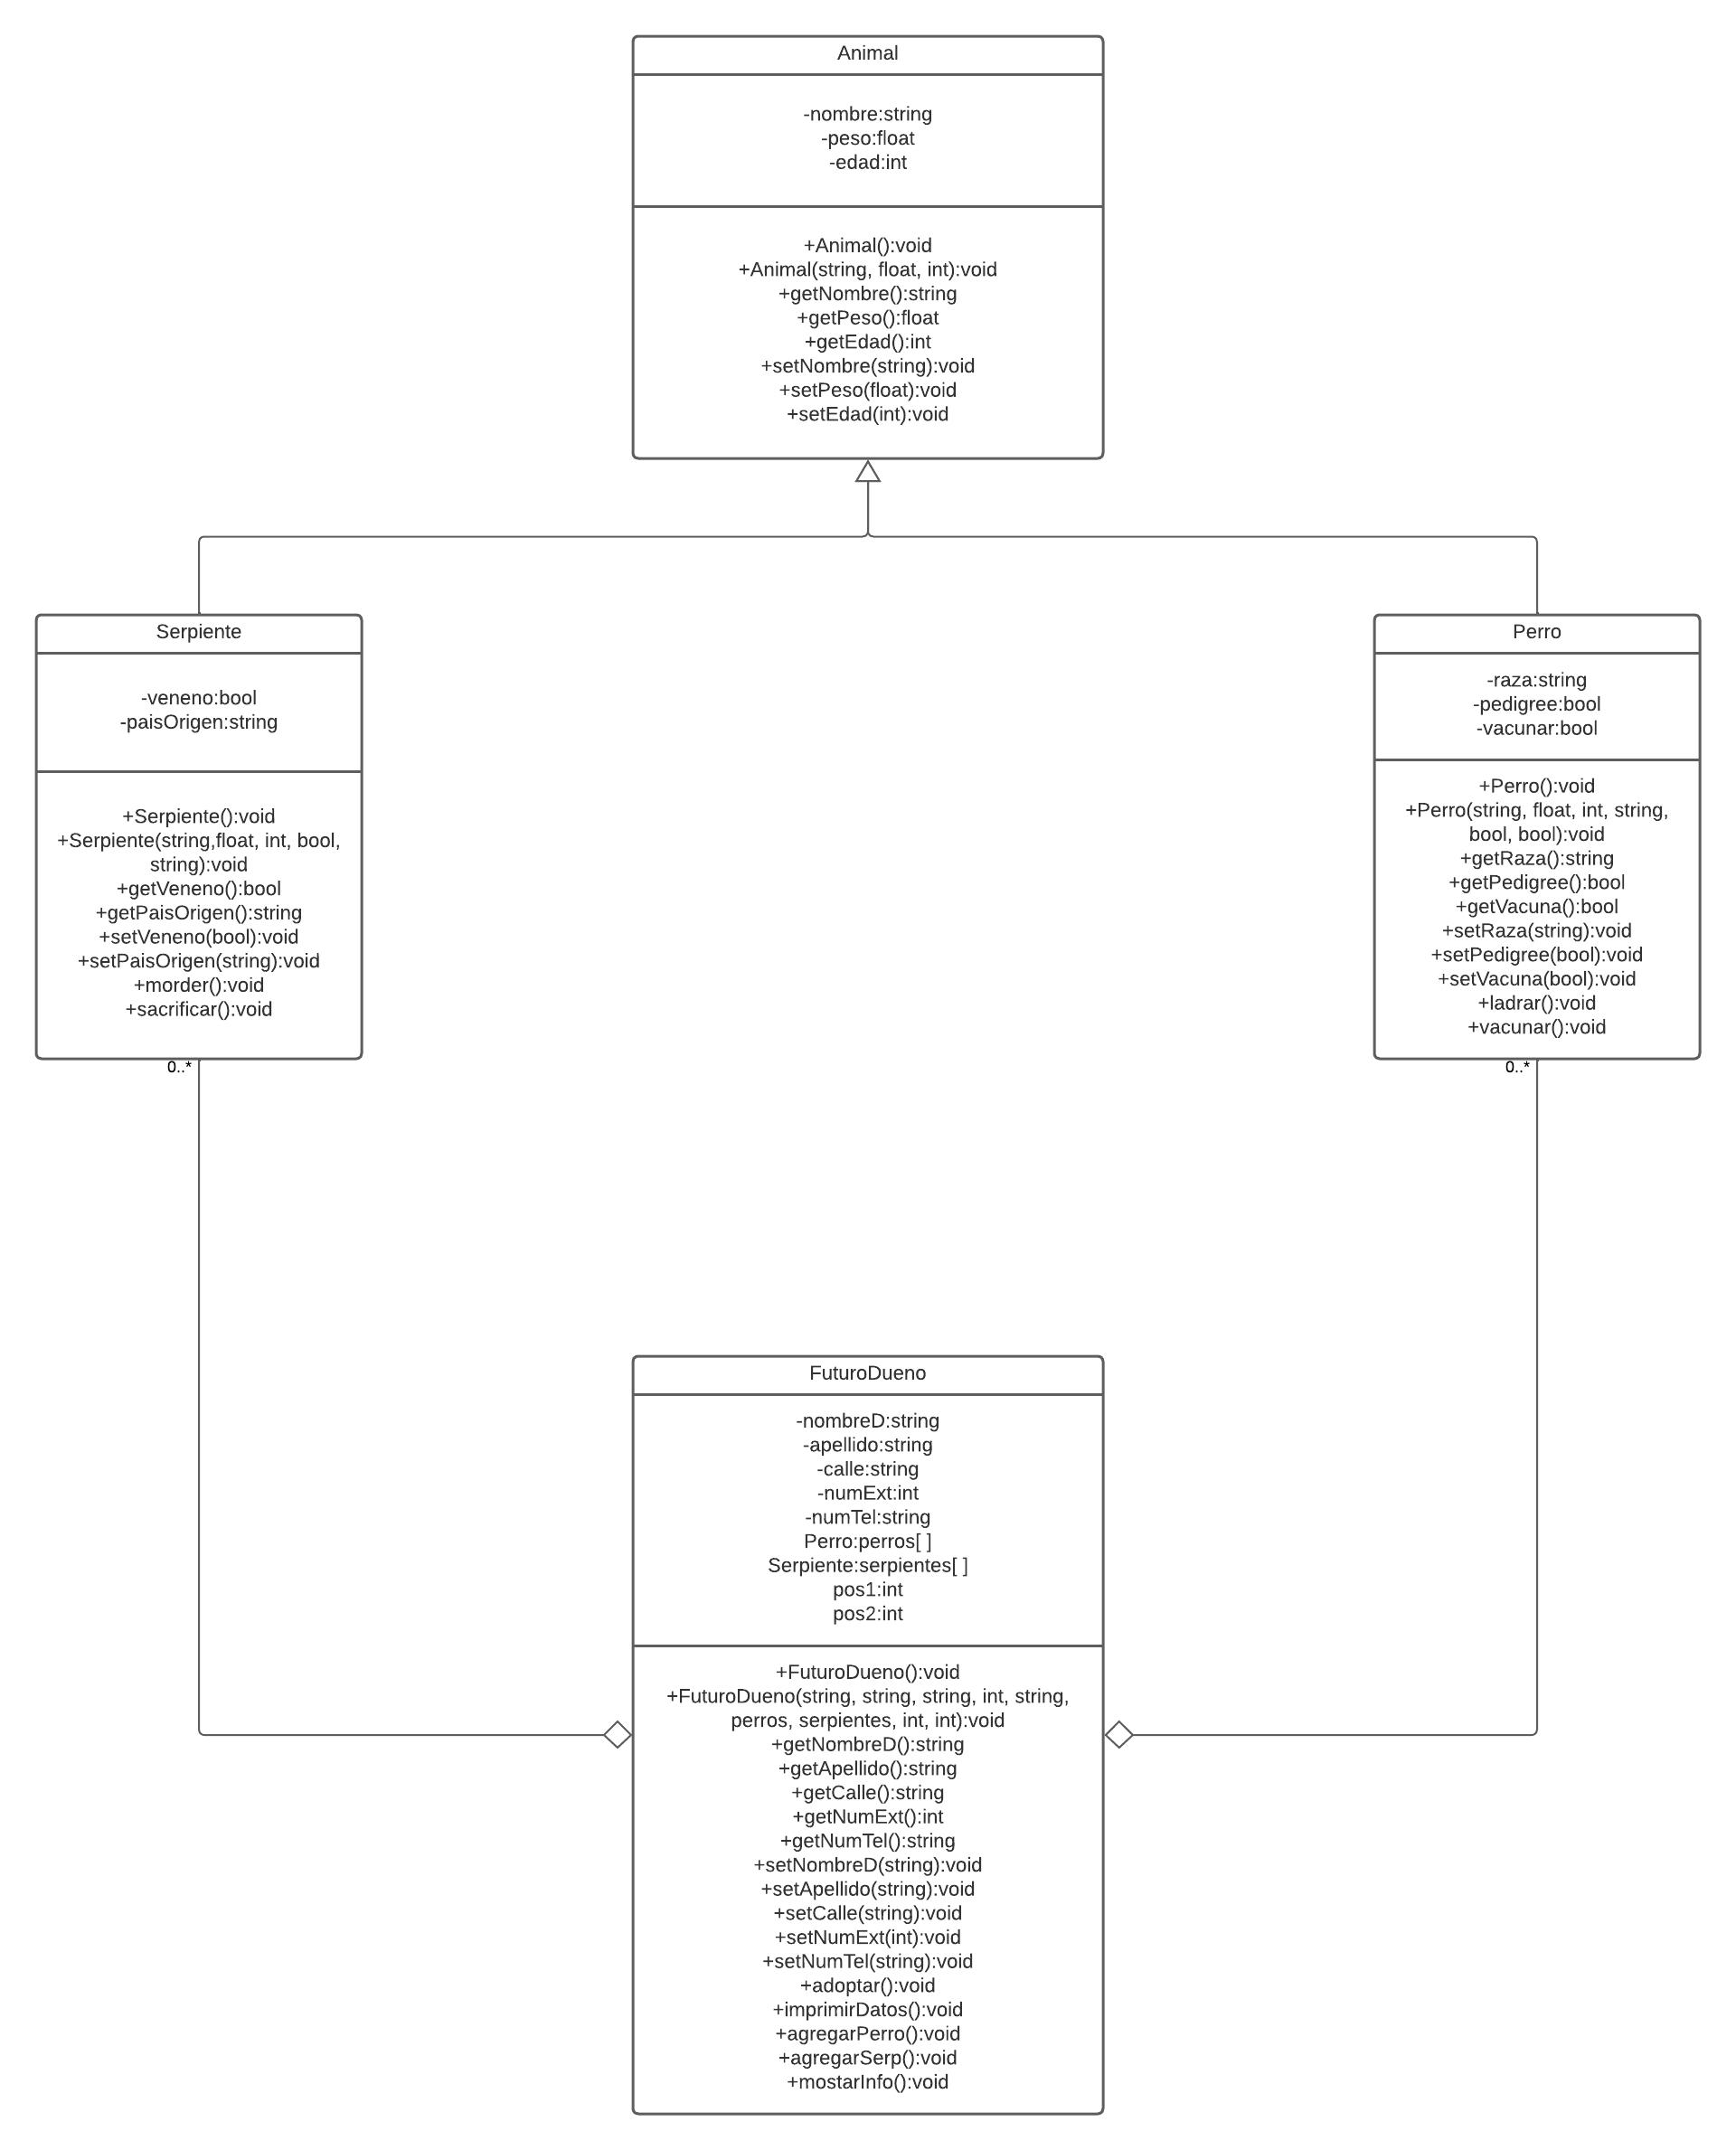 Animal
-nombre:string
-peso:float
-edad:int
+Animal():void
+Animal(string, float, int):void
+getNombre():string
+getPeso():float
+getEdad():int
+setNombre(string):void
+setPeso(float):void
+setEdad(int):void
Serpiente
-veneno:bool
-paisOrigen:string
+Serpiente():void
+Serpiente(string,float, int, bool,
string):void
+getVeneno():bool
+getPaisOrigen():string
+setVeneno(bool):void
+setPaisOrigen(string):void
+morder():void
+sacrificar():void
0..*
Perro
-raza:string
-pedigree:bool
-vacunar:bool
+Perro():void
+Perro(string, float, int, string,
bool, bool):void
+getRaza():string
+getPedigree():bool
+getVacuna():bool
+setRaza(string):void
+setPedigree(bool):void
+setVacuna(bool):void
+ladrar():void
+vacunar():void
0..*
FuturoDueno
-nombreD:string
-apellido:string
-calle:string
-numExt:int
-numTel:string
Perro:perros[ ]
Serpiente:serpientes[ ]
pos1:int
pos2:int
+FuturoDueno():void
+FuturoDueno(string, string, string, int, string,
perros, serpientes, int, int):void
+getNombreD():string
+getApellido():string
+getCalle():string
+getNumExt():int
+getNumTel():string
+setNombreD(string):void
+setApellido(string):void
+setCalle(string):void
+setNumExt(int):void
+setNumTel(string):void
+adoptar():void
+imprimirDatos():void
+agregarPerro():void
+agregarSerp():void
+mostarInfo():void